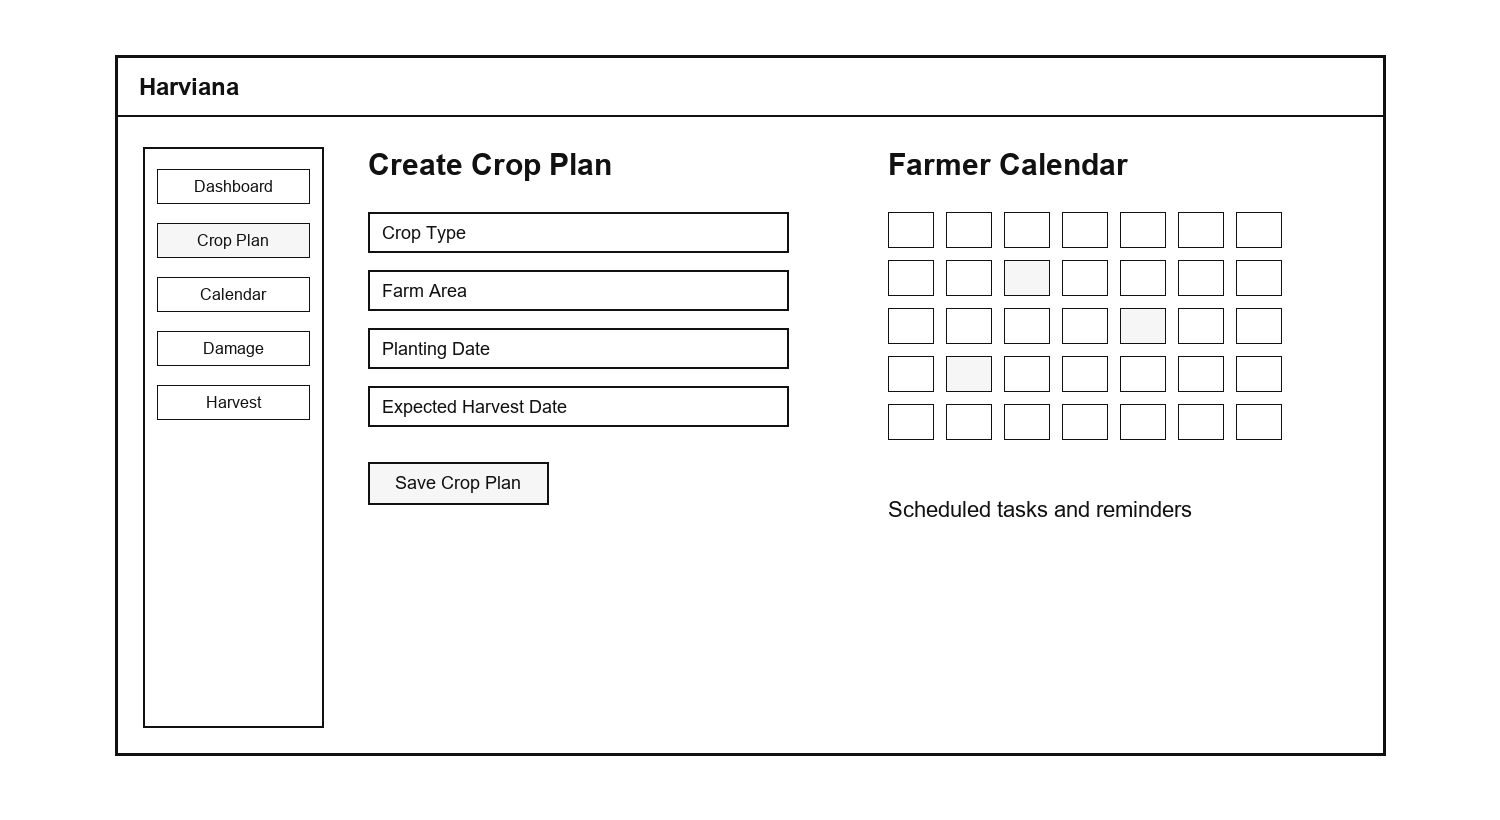 Harviana
Dashboard
Crop Plan
Calendar
Damage
Harvest
Create Crop Plan
Crop Type
Farm Area
Planting Date
Expected Harvest Date
Save Crop Plan
Farmer Calendar
Scheduled tasks and reminders